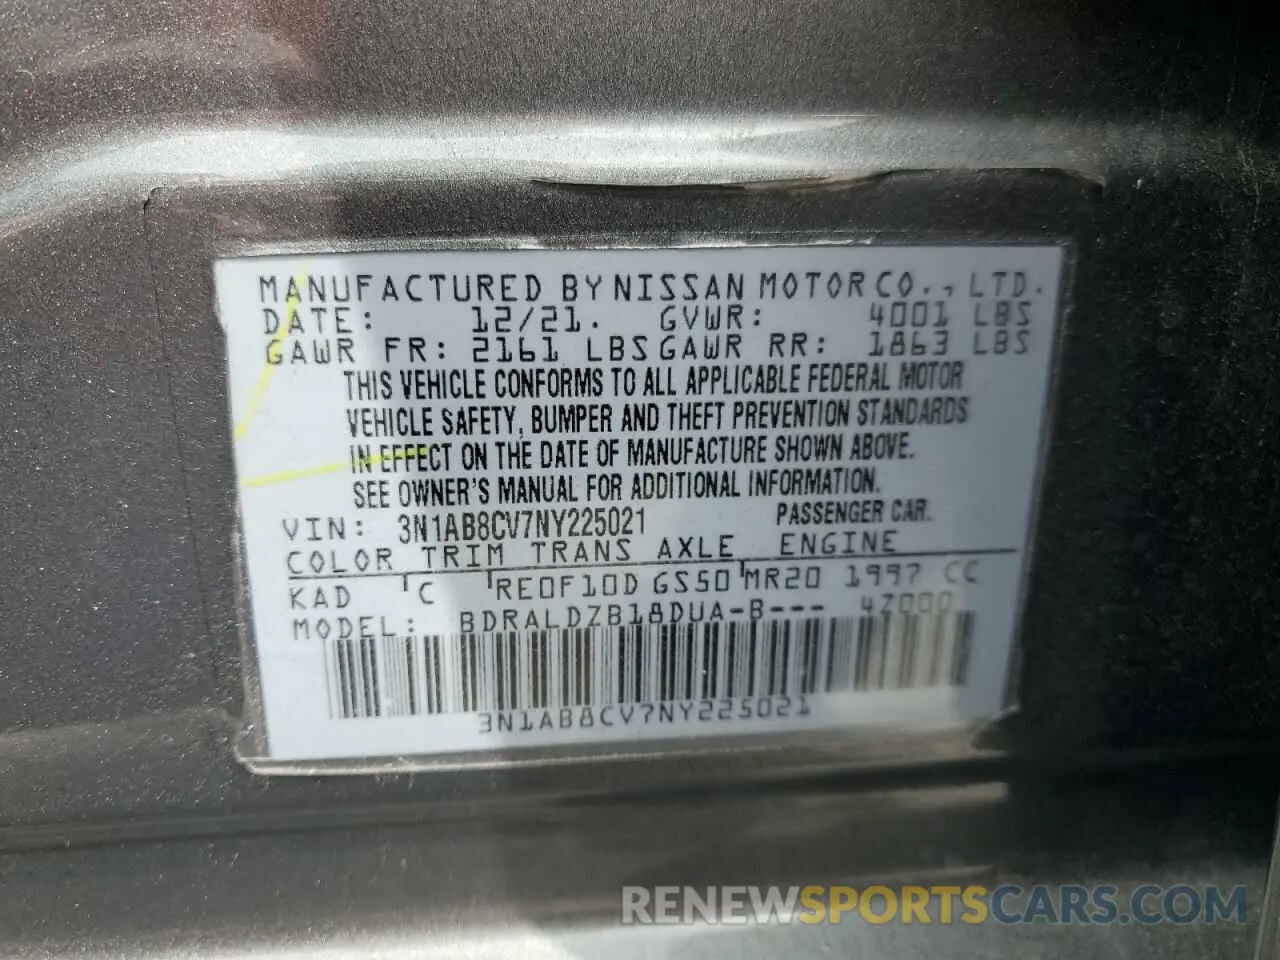 MANUFACTURED BY NISSAN MOTOR CO., LTD.
DATE: 12/21. GVWR: 4001 LBS
GAWR FR: 2161 LBS GAWR RR: 1863 LBS
THIS VEHICLE CONFORMS TO ALL APPLICABLE FEDERAL MOTOR
VEHICLE SAFETY, BUMPER AND THEFT PREVENTION STANDARDS
IN EFFECT ON THE DATE OF MANUFACTURE SHOWN ABOVE.
SEE OWNER'S MANUAL FOR ADDITIONAL INFORMATION.
VIN: 3N1AB8CV7NY225021 PASSENGER CAR.
COLOR TRIM TRANS AXLE ENGINE
KAD C RE0F10D GS50 MR20 1997 CC
MODEL: BDRALDZB18DUA-B--- 4Z000
3N1AB8CV7NY225021
RENEWSPORTSCARS.COM